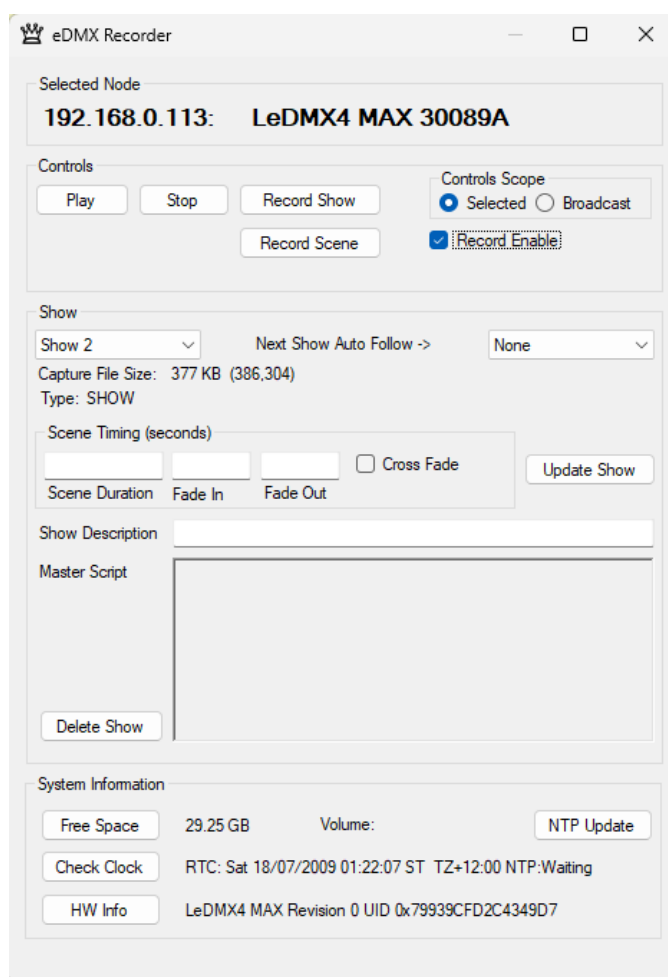 eDMX Recorder
Selected Node
192.168.0.113: LeDMX4 MAX 30089A
Controls
Play Stop Record Show
Controls Scope
Selected Broadcast
Record Scene Record Enable
Show
Show 2 Next Show Auto Follow -> None
Capture File Size: 377 KB (386,304)
Type: SHOW
Scene Timing (seconds)
Cross Fade
Update Show
Scene Duration Fade In Fade Out
Show Description
Master Script
Delete Show
System Information
Free Space 29.25 GB Volume: NTP Update
Check Clock RTC: Sat 18/07/2009 01:22:07 ST TZ+12:00 NTP:Waiting
HW Info LeDMX4 MAX Revision 0 UID 0x79939CFD2C4349D7